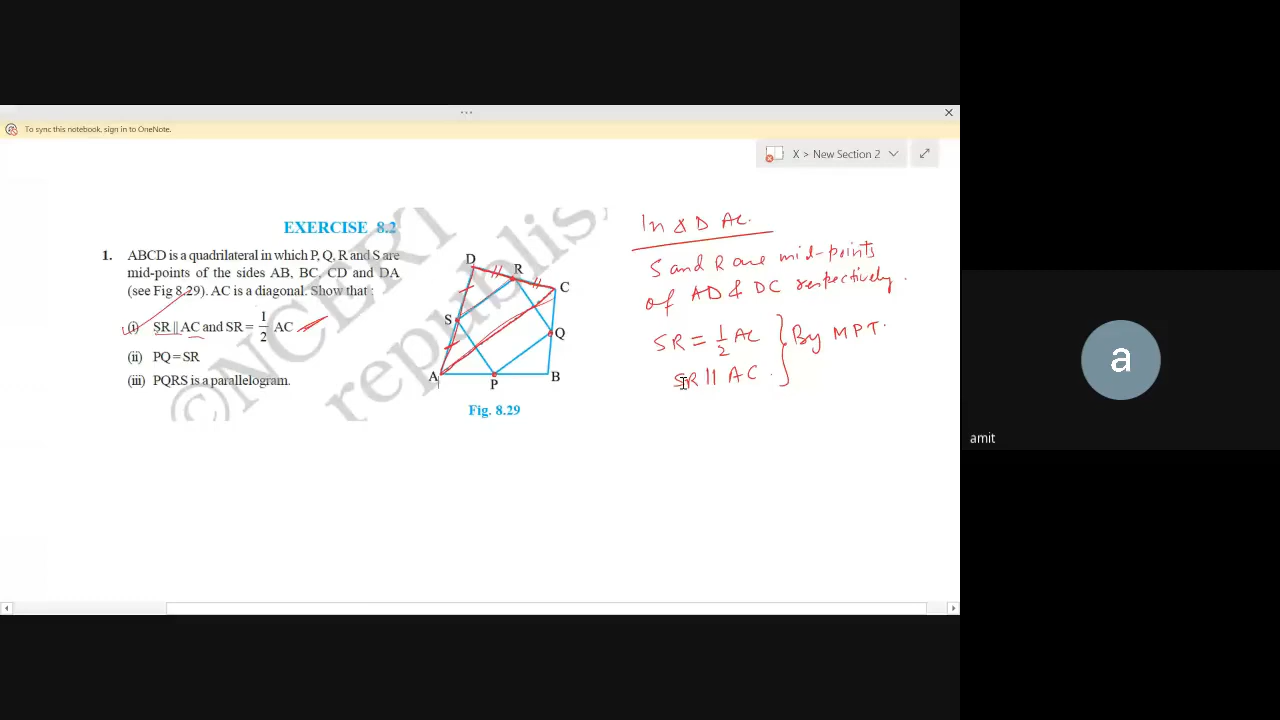 To sync this notebook, sign in to OneNote.
X > New Section 2
EXERCISE 8.2
1. ABCD is a quadrilateral in which P, Q, R and S are
mid-points of the sides AB, BC, CD and DA
(see Fig 8.29). AC is a diagonal. Show that :
(i) SR || AC and SR = 1/2 AC
(ii) PQ = SR
(iii) PQRS is a parallelogram.
©NCERT
republis
D
R
C
S
Q
A
P
B
Fig. 8.29
In △ D AC.
S and R are mid-points
of AD & DC respectively.
SR = 1/2 AC } By MPT.
SR || AC.
a
amit